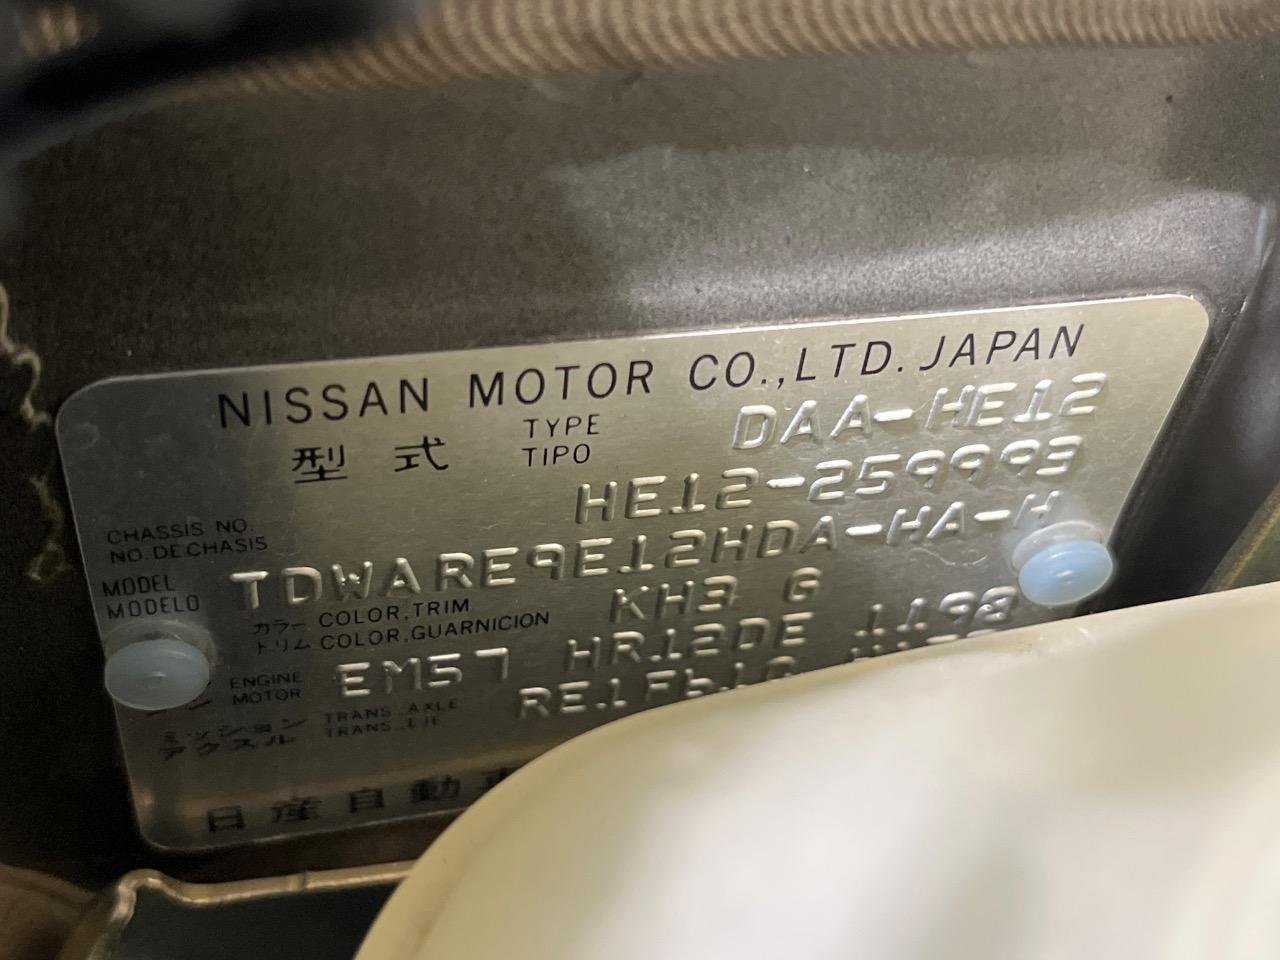 NISSAN MOTOR CO.,LTD. JAPAN
型式 TYPE TIPO DAA-HE12
CHASSIS NO. NO. DE CHASIS HE12-259993
MODEL MODELO TDWARE9E12HDA-HA-H
カラー トリム COLOR,TRIM COLOR,GUARNICION KH3 G
ENGINE MOTOR EM57 HR12DE 1198
ミッション アクスル TRANS. AXLE TRANS. EJE RE1F61C
日産自動